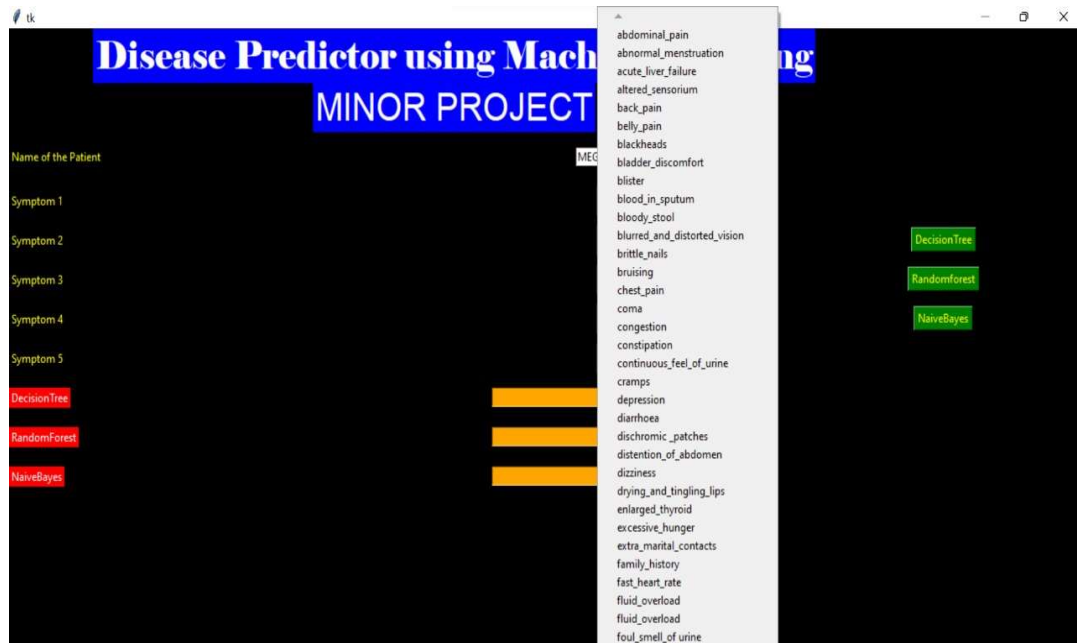 tk
Disease Predictor using Mach ng
MINOR PROJECT
Name of the Patient
MEG
Symptom 1
Symptom 2
Symptom 3
Symptom 4
Symptom 5
DecisionTree
RandomForest
NaiveBayes
abdominal_pain
abnormal_menstruation
acute_liver_failure
altered_sensorium
back_pain
belly_pain
blackheads
bladder_discomfort
blister
blood_in_sputum
bloody_stool
blurred_and_distorted_vision
brittle_nails
bruising
chest_pain
coma
congestion
constipation
continuous_feel_of_urine
cramps
depression
diarrhoea
dischromic _patches
distention_of_abdomen
dizziness
drying_and_tingling_lips
enlarged_thyroid
excessive_hunger
extra_marital_contacts
family_history
fast_heart_rate
fluid_overload
fluid_overload
foul_smell_of urine
DecisionTree
Randomforest
NaiveBayes